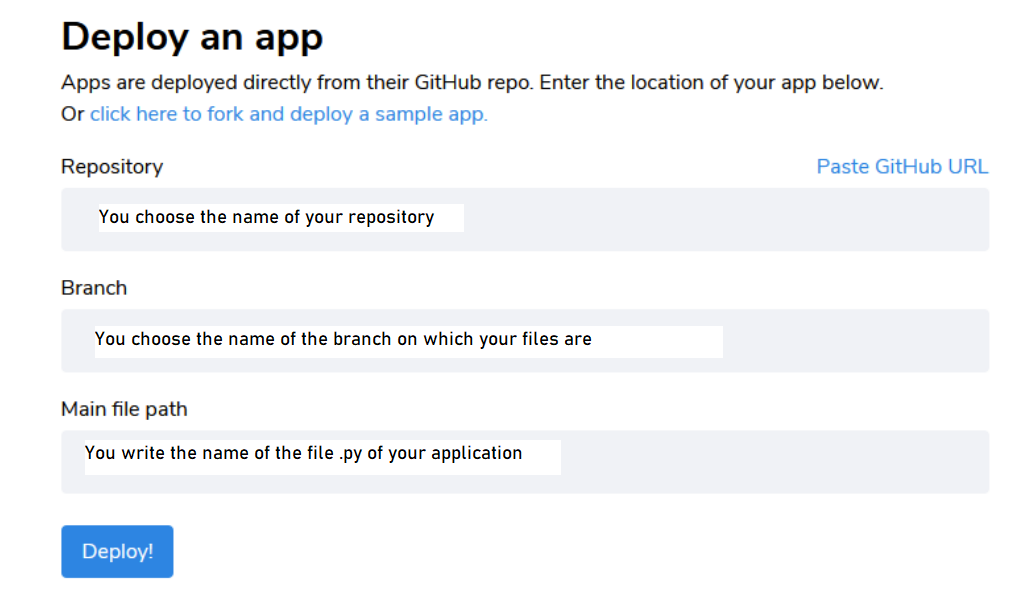 Deploy an app
Apps are deployed directly from their GitHub repo. Enter the location of your app below.
Or click here to fork and deploy a sample app.
Repository
Paste GitHub URL
You choose the name of your repository
Branch
You choose the name of the branch on which your files are
Main file path
You write the name of the file .py of your application
Deploy!